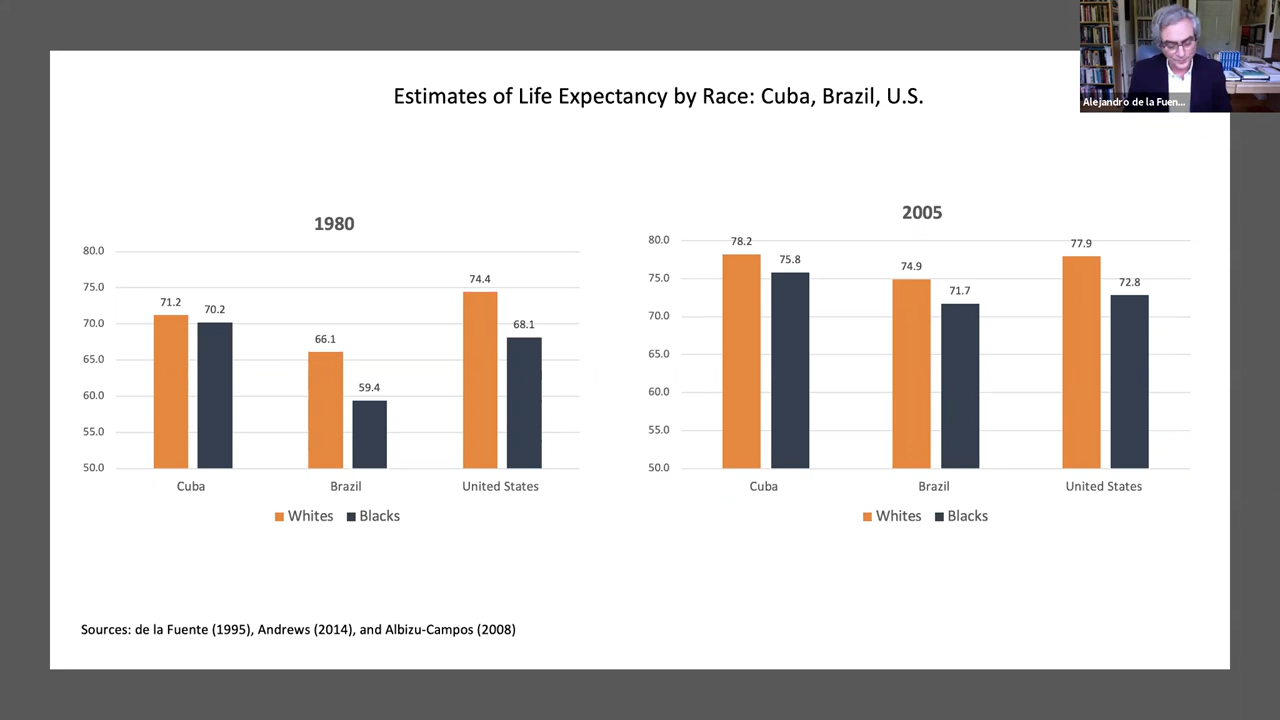 Alejandro de la Fuen...
Estimates of Life Expectancy by Race: Cuba, Brazil, U.S.
1980
80.0
75.0
70.0
65.0
60.0
55.0
50.0
71.2
70.2
66.1
59.4
74.4
68.1
Cuba
Brazil
United States
Whites
Blacks
2005
80.0
75.0
70.0
65.0
60.0
55.0
50.0
78.2
75.8
74.9
71.7
77.9
72.8
Cuba
Brazil
United States
Whites
Blacks
Sources: de la Fuente (1995), Andrews (2014), and Albizu-Campos (2008)